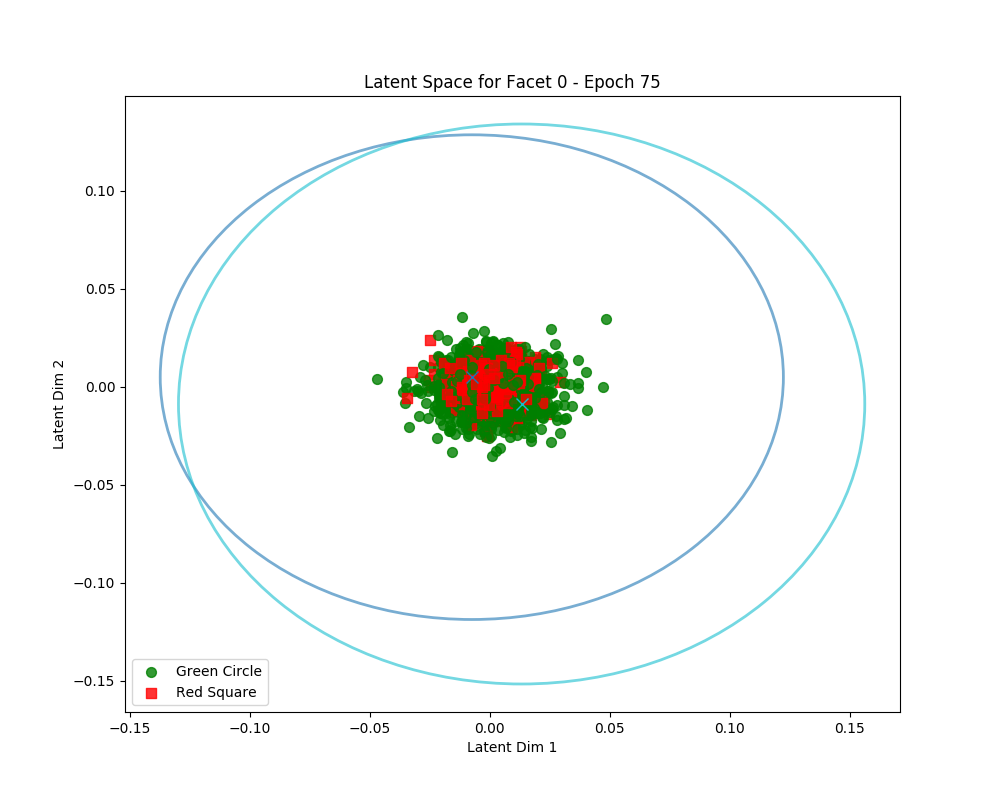 Latent Space for Facet 0 - Epoch 75
0.10
0.05
0.00
−0.05
−0.10
−0.15
Latent Dim 2
Green Circle
Red Square
−0.15 −0.10 −0.05 0.00 0.05 0.10 0.15
Latent Dim 1